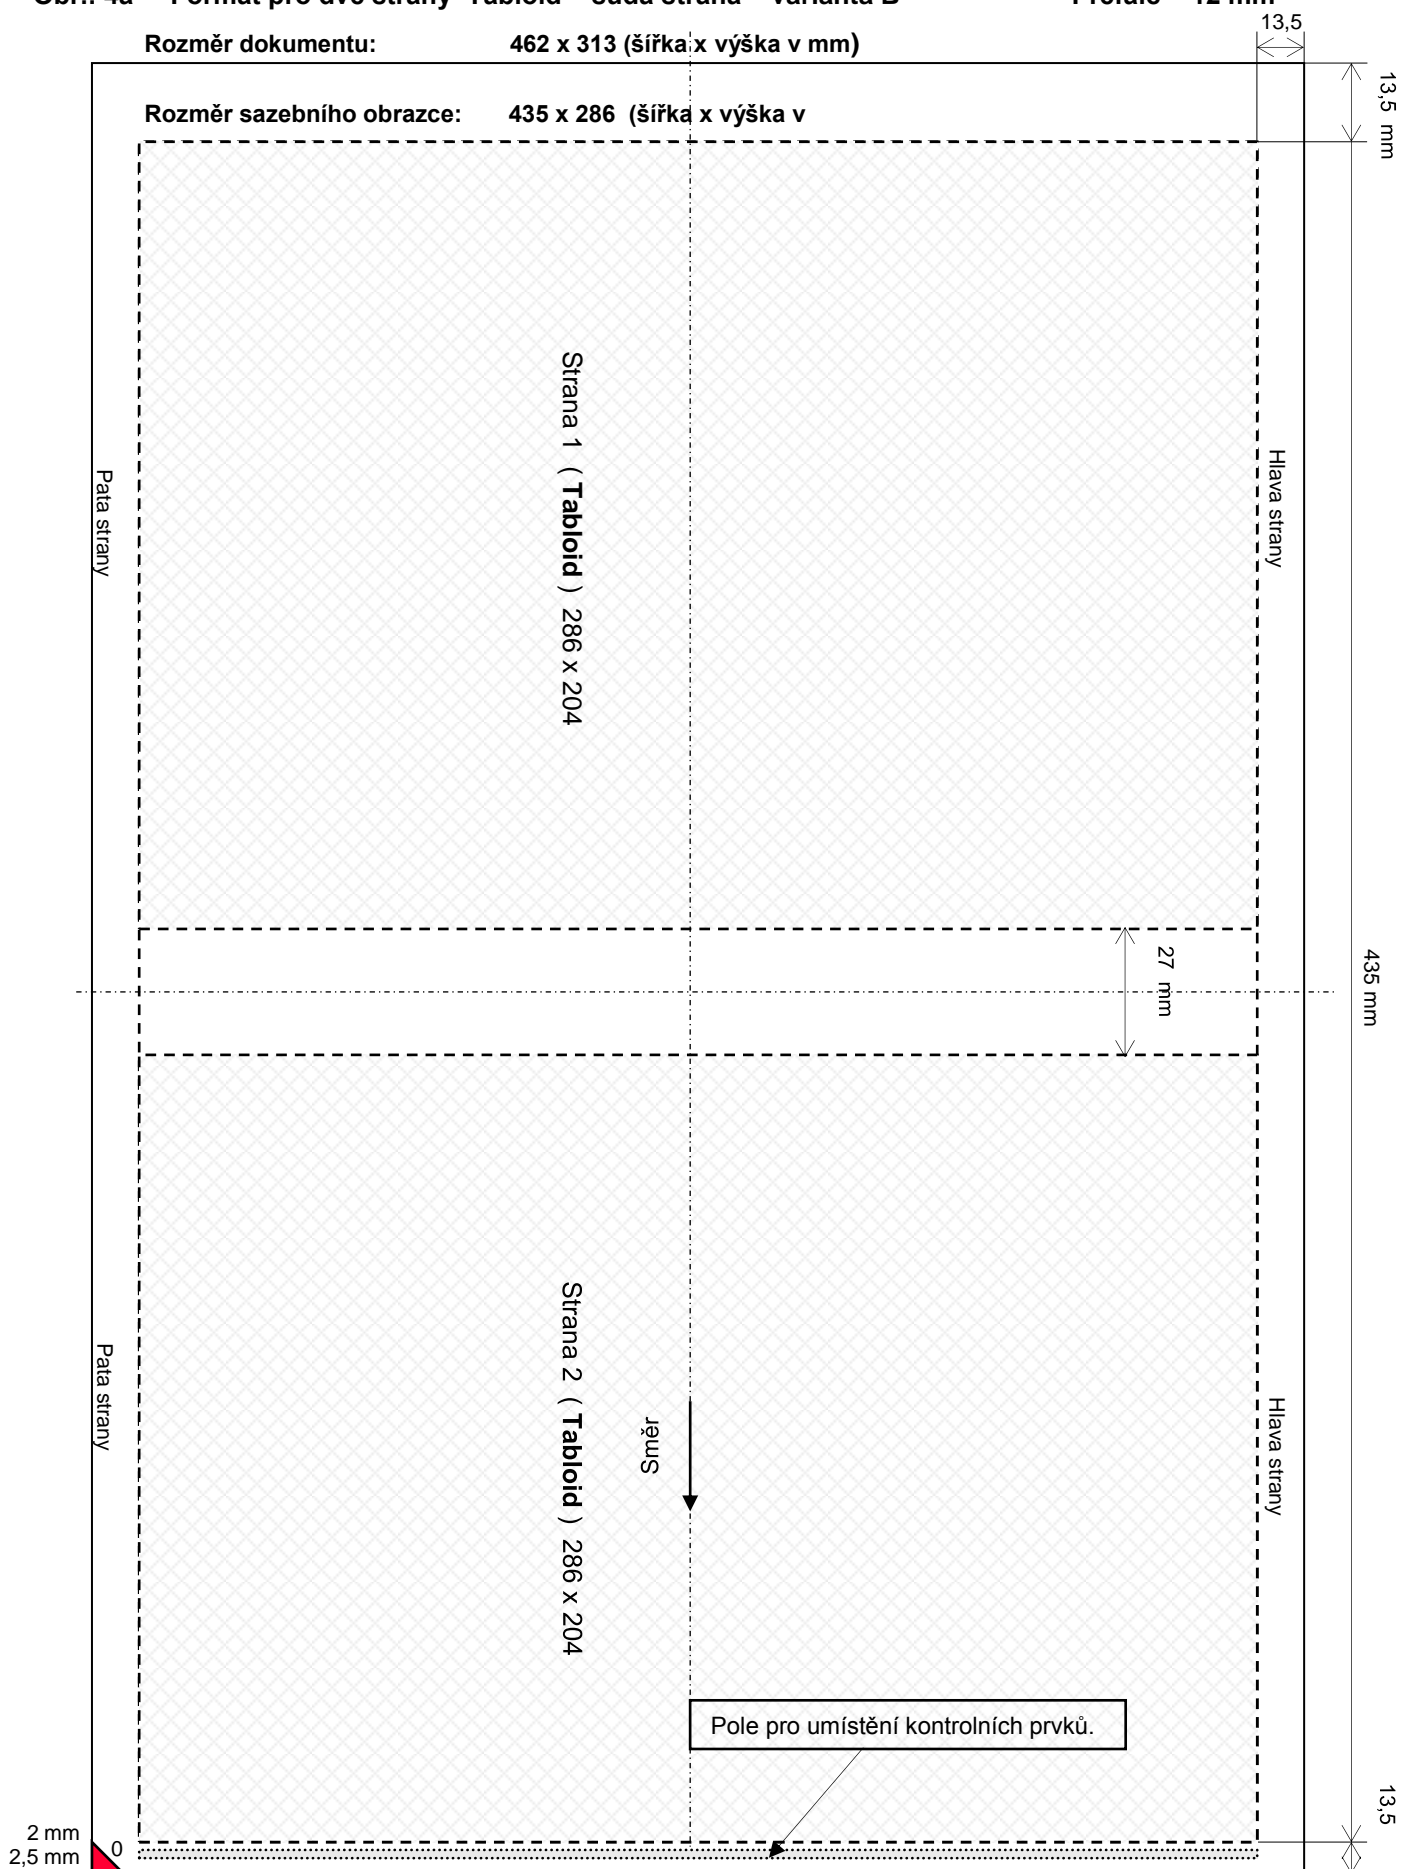 Rozměr dokumentu: 462 x 313 (šířka x výška v mm)
13,5
Rozměr sazebního obrazce: 435 x 286 (šířka x výška v
13,5 mm
Strana 1 ( Tabloid ) 286 x 204
Pata strany
Hlava strany
27 mm
435 mm
Strana 2 ( Tabloid ) 286 x 204
Pata strany
Směr
Hlava strany
Pole pro umístění kontrolních prvků.
13,5
2 mm
0
2,5 mm